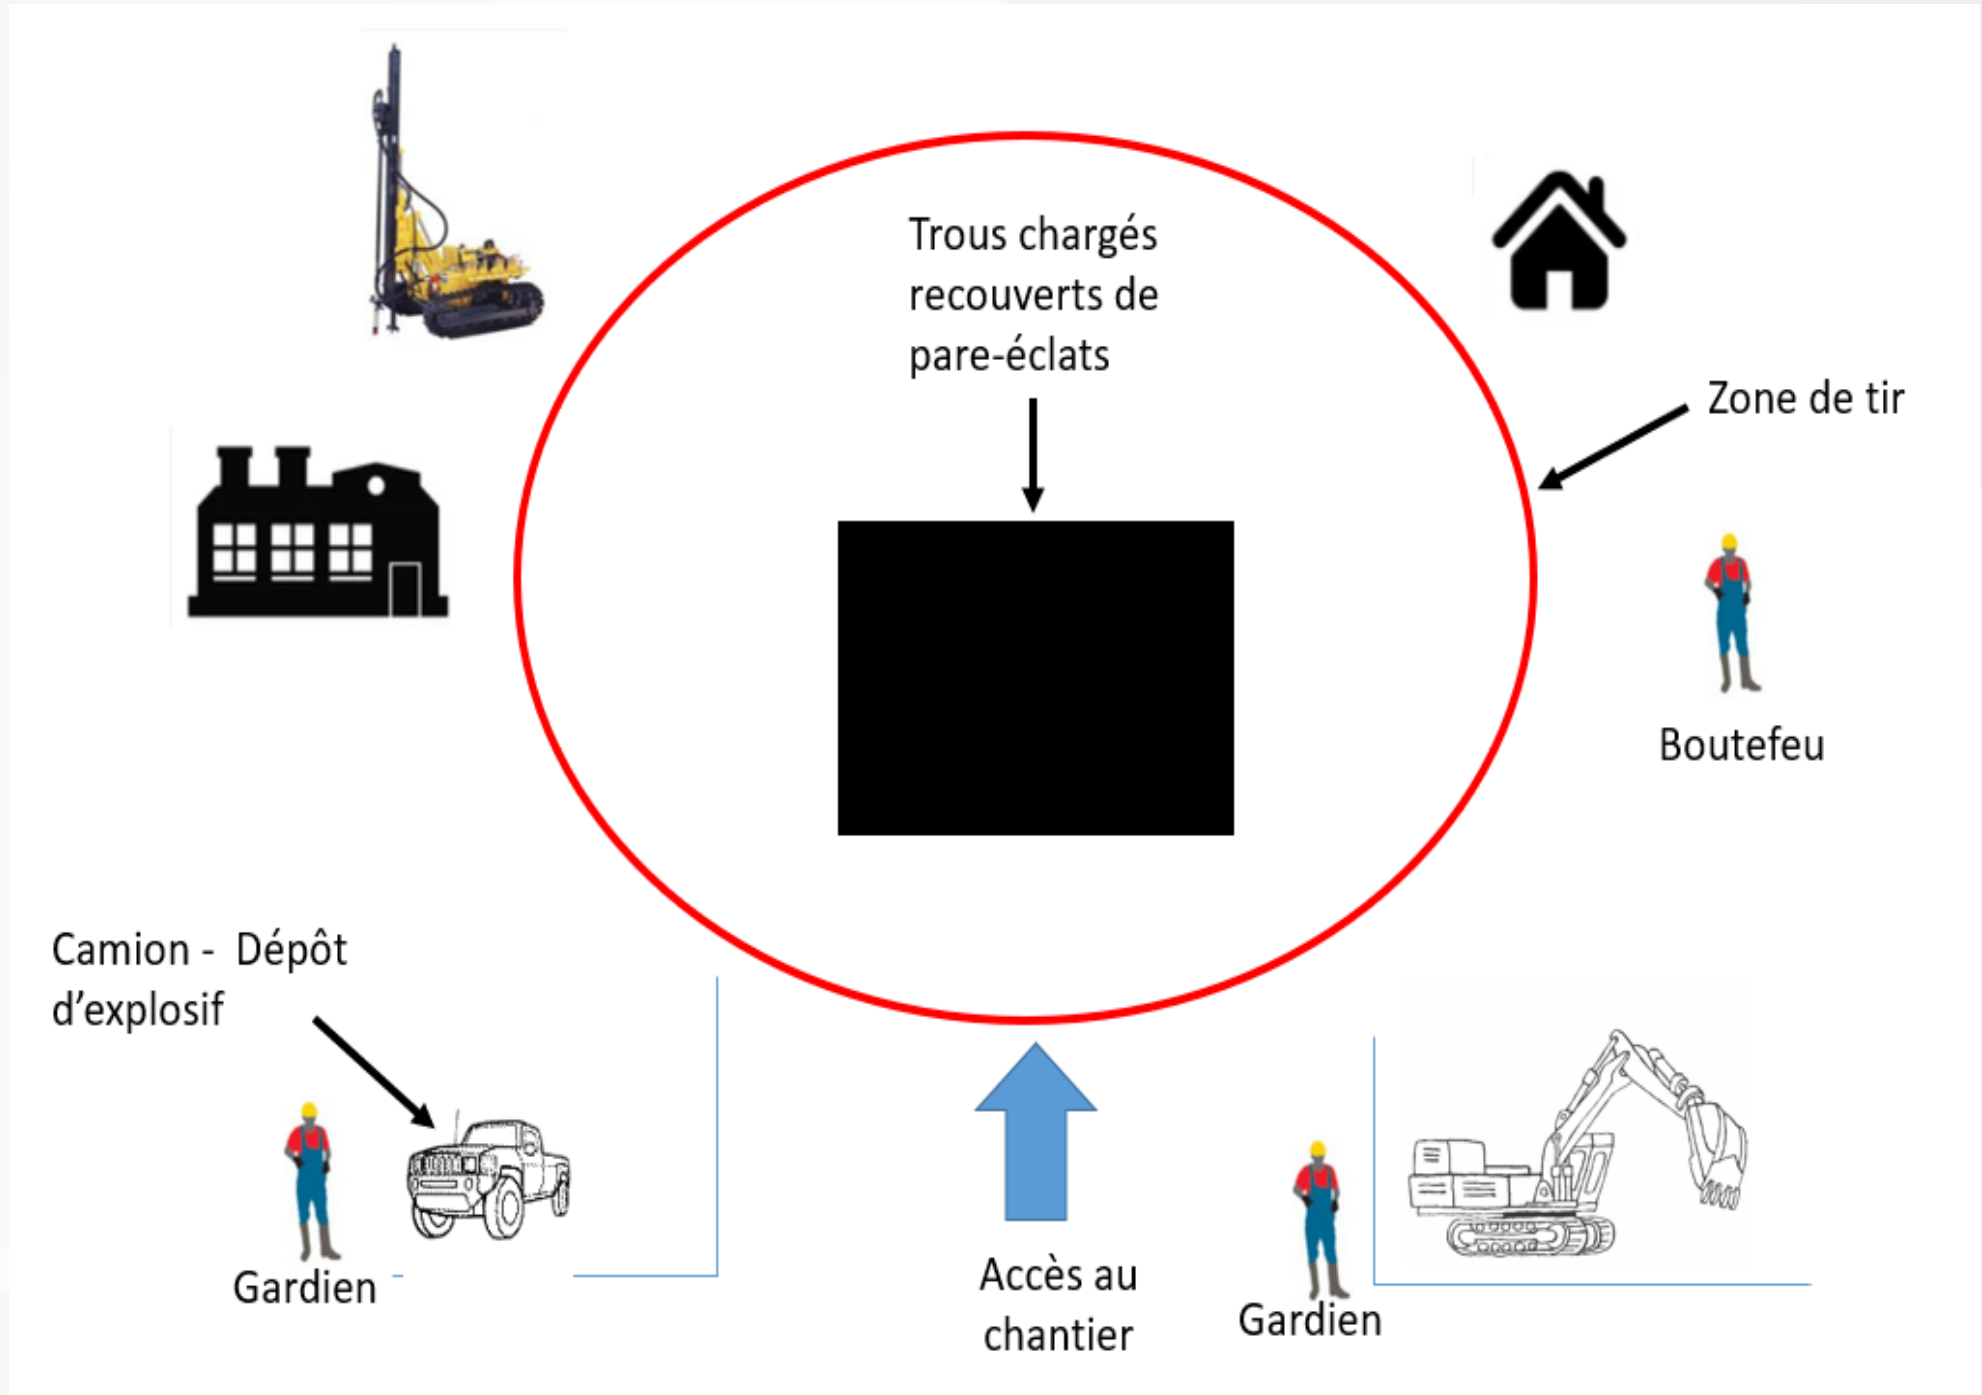 Trous chargés
recouverts de
pare-éclats
Zone de tir
Boutefeu
Camion - Dépôt
d’explosif
Gardien
Accès au
chantier
Gardien